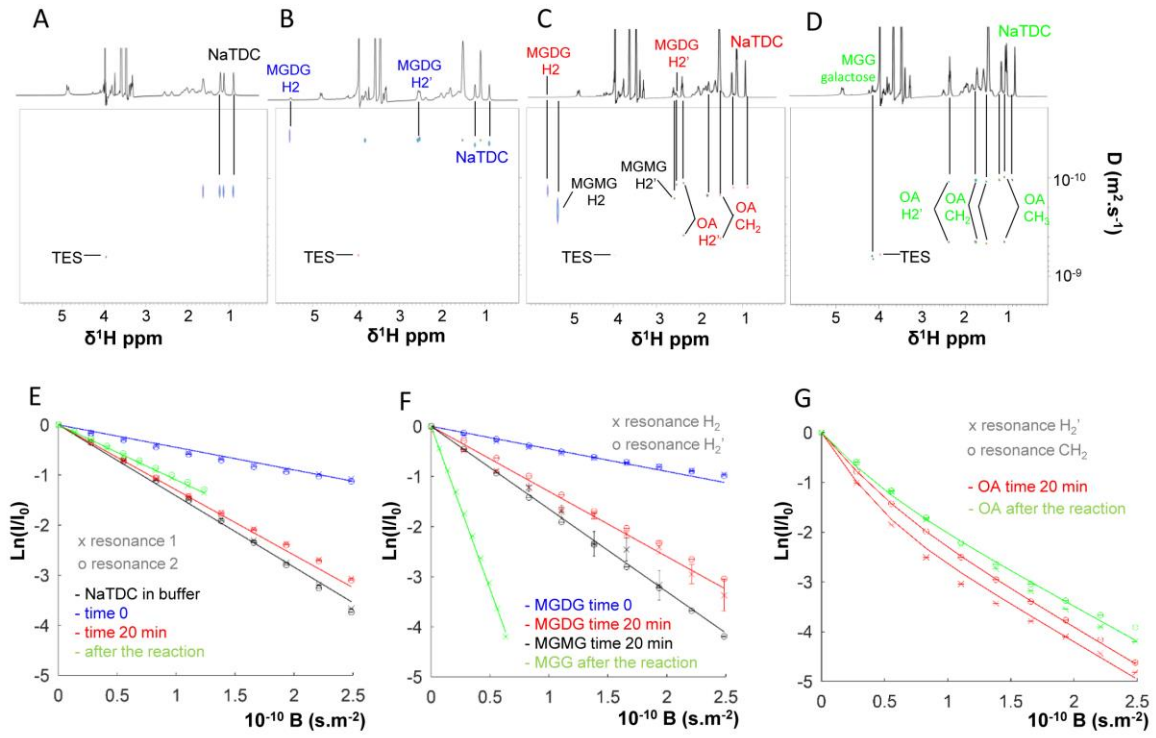 A
NaTDC
TES
5 4 3 2 1
δ¹H ppm
B
MGDG
H2
MGDG
H2'
NaTDC
TES
5 4 3 2 1
δ¹H ppm
C
MGDG
H2
MGDG
H2'
NaTDC
MGMG
H2'
MGMG
H2
OA
H2'
OA
CH₂
TES
5 4 3 2 1
δ¹H ppm
D
MGG
galactose
NaTDC
OA
H2'
OA
CH₂
OA
CH₃
TES
5 4 3 2 1
δ¹H ppm
10⁻¹⁰
10⁻⁹
D (m².s⁻¹)
E
Ln(I/I₀)
0
-1
-2
-3
-4
-5
× resonance 1
o resonance 2
- NaTDC in buffer
- time 0
- time 20 min
- after the reaction
0 0.5 1 1.5 2 2.5
10⁻¹⁰ B (s.m⁻²)
F
Ln(I/I₀)
0
-1
-2
-3
-4
-5
× resonance H₂
o resonance H₂'
- MGDG time 0
- MGDG time 20 min
- MGMG time 20 min
- MGG after the reaction
0 0.5 1 1.5 2 2.5
10⁻¹⁰ B (s.m⁻²)
G
Ln(I/I₀)
0
-1
-2
-3
-4
-5
× resonance H₂'
o resonance CH₂
- OA time 20 min
- OA after the reaction
0 0.5 1 1.5 2 2.5
10⁻¹⁰ B (s.m⁻²)